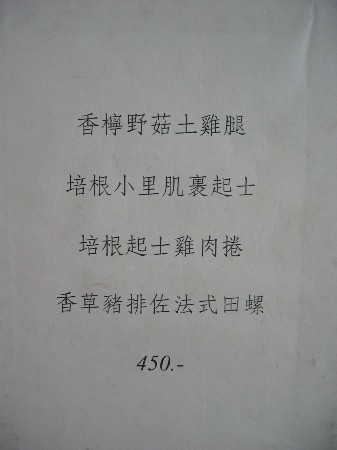 香檸野菇土雞腿
培根小里肌裹起士
培根起士雞肉捲
香草豬排佐法式田螺
450.-